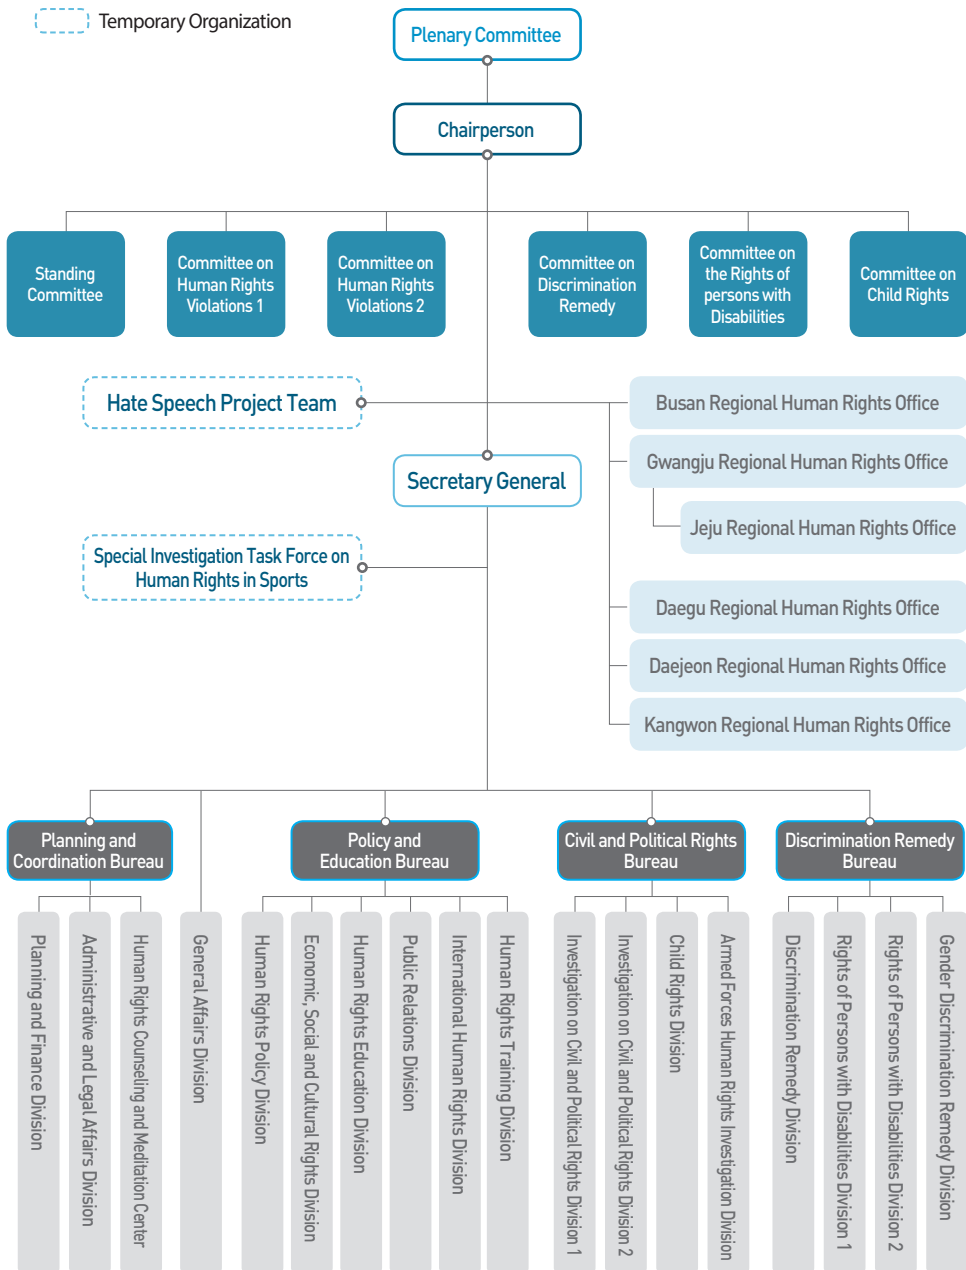 Temporary Organization
Plenary Committee
Chairperson
Standing
Committee
Committee on
Human Rights
Violations 1
Committee on
Human Rights
Violations 2
Committee on
Discrimination
Remedy
Committee on
the Rights of
persons with
Disabilities
Committee on
Child Rights
Hate Speech Project Team
Busan Regional Human Rights Office
Gwangju Regional Human Rights Office
Secretary General
Jeju Regional Human Rights Office
Special Investigation Task Force on
Human Rights in Sports
Daegu Regional Human Rights Office
Daejeon Regional Human Rights Office
Kangwon Regional Human Rights Office
Planning and
Coordination Bureau
Policy and
Education Bureau
Civil and Political Rights
Bureau
Discrimination Remedy
Bureau
Planning and Finance Division
Administrative and Legal Affairs Division
Human Rights Counseling and Meditation Center
General Affairs Division
Human Rights Policy Division
Economic, Social and Cultural Rights Division
Human Rights Education Division
Public Relations Division
International Human Rights Division
Human Rights Training Division
Investigation on Civil and Political Rights Division 1
Investigation on Civil and Political Rights Division 2
Child Rights Division
Armed Forces Human Rights Investigation Division
Discrimination Remedy Division
Rights of Persons with Disabilities Division 1
Rights of Persons with Disabilities Division 2
Gender Discrimination Remedy Division